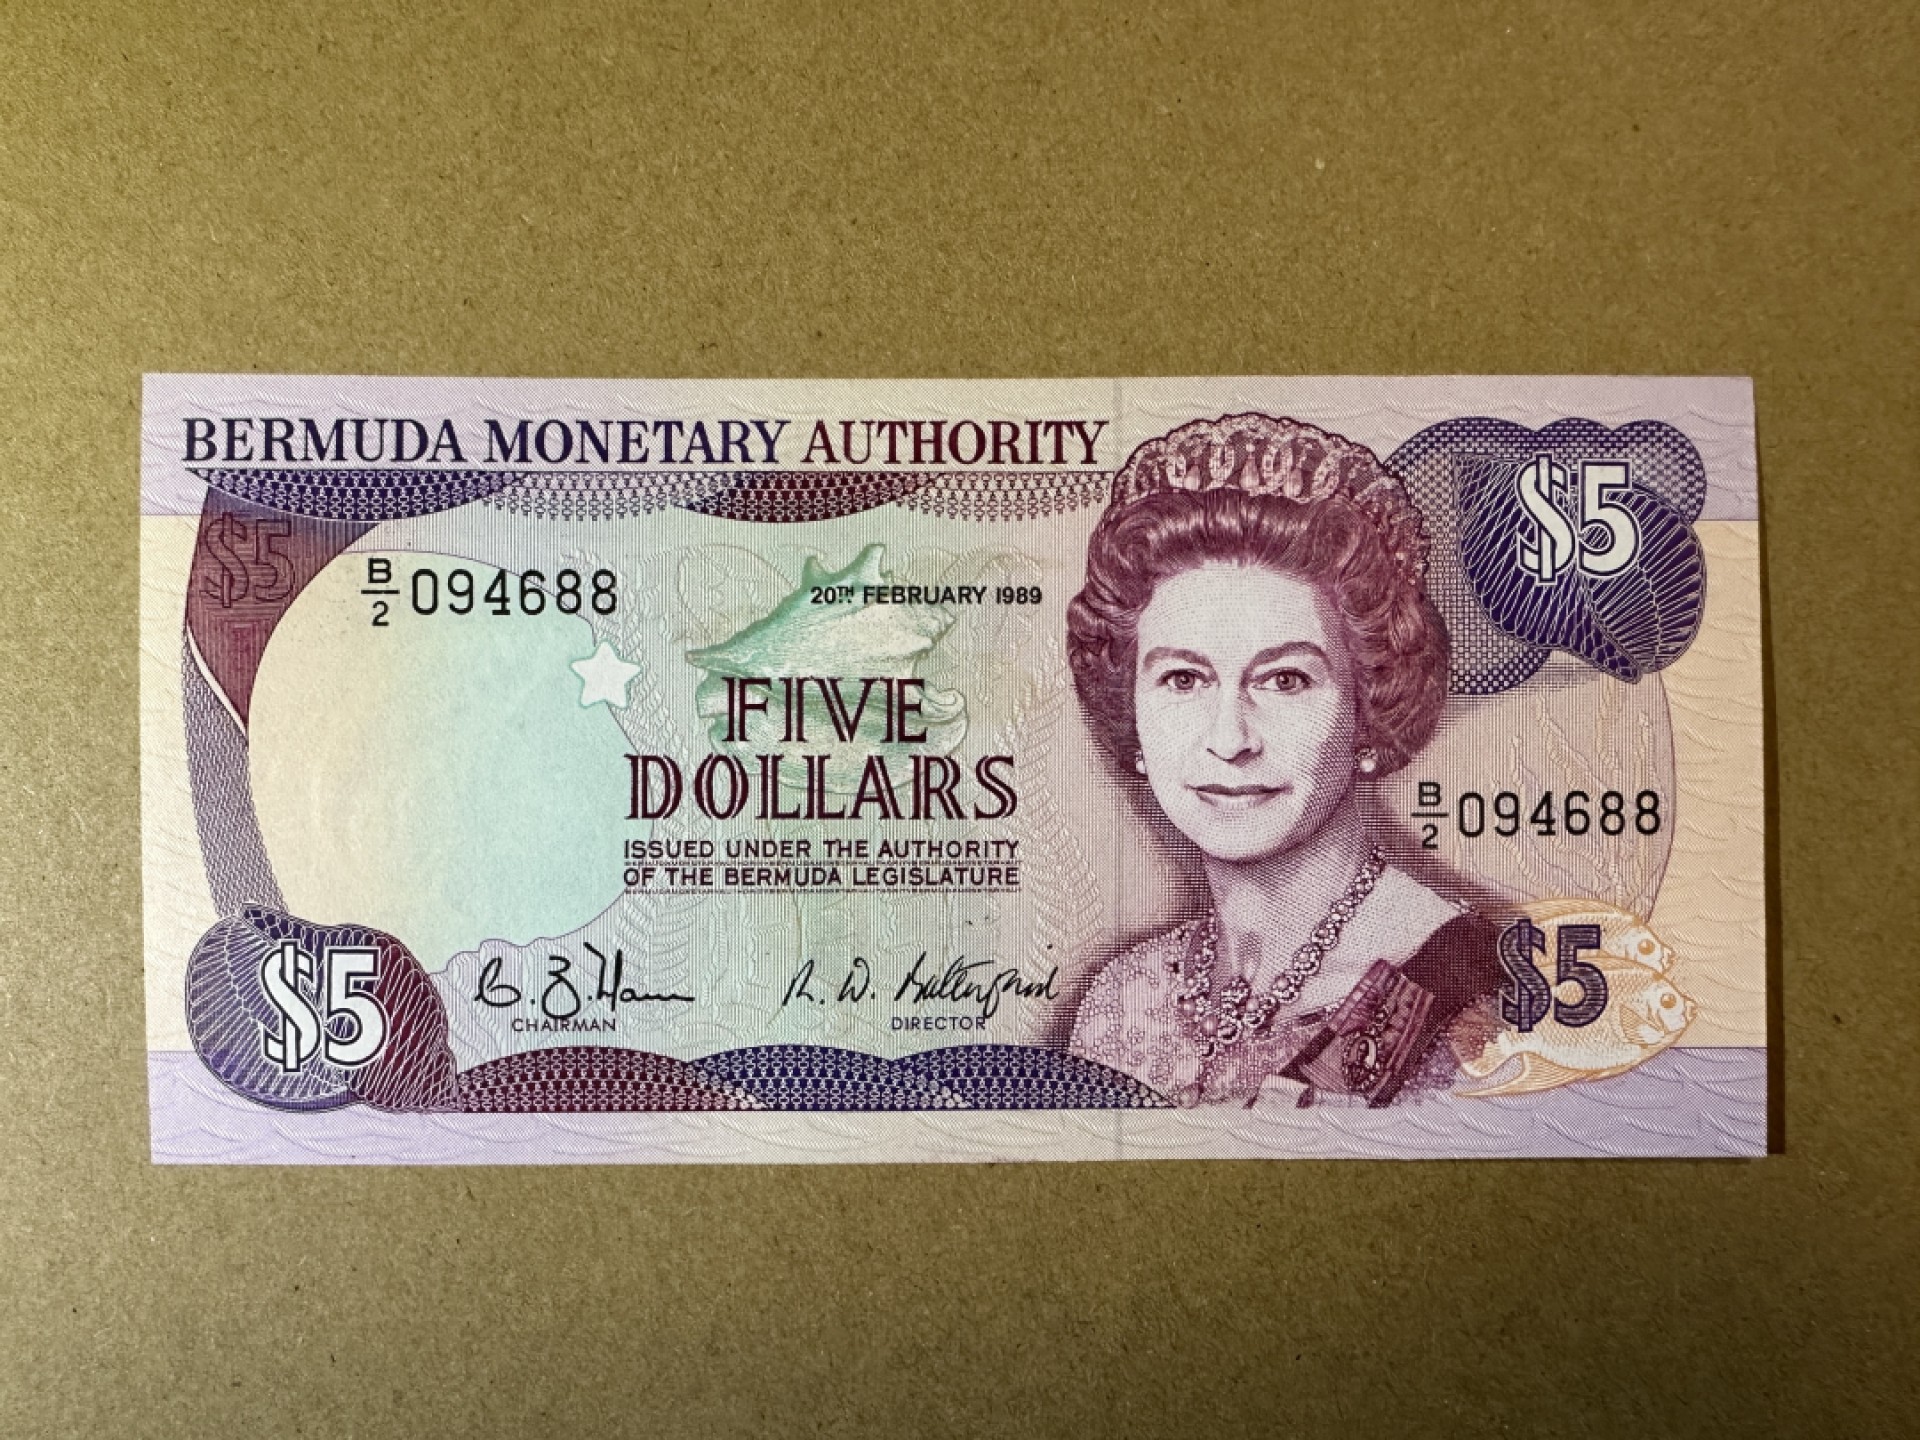 BERMUDA MONETARY AUTHORITY
$5
$5
B/2 094688
20TH FEBRUARY 1989
FIVE
DOLLARS
B/2 094688
ISSUED UNDER THE AUTHORITY
OF THE BERMUDA LEGISLATURE
$5
$5
CHAIRMAN
DIRECTOR